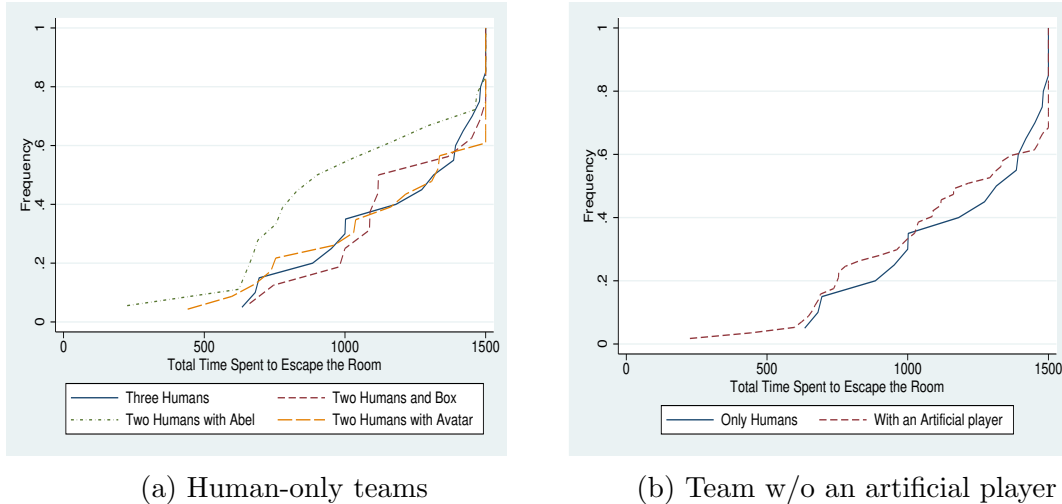 1
.8
.6
.4
.2
0
Frequency
0 500 1000 1500
Total Time Spent to Escape the Room
Three Humans Two Humans and Box
Two Humans with Abel Two Humans with Avatar
(a) Human-only teams
1
.8
.6
.4
.2
0
Frequency
0 500 1000 1500
Total Time Spent to Escape the Room
Only Humans With an Artificial player
(b) Team w/o an artificial player